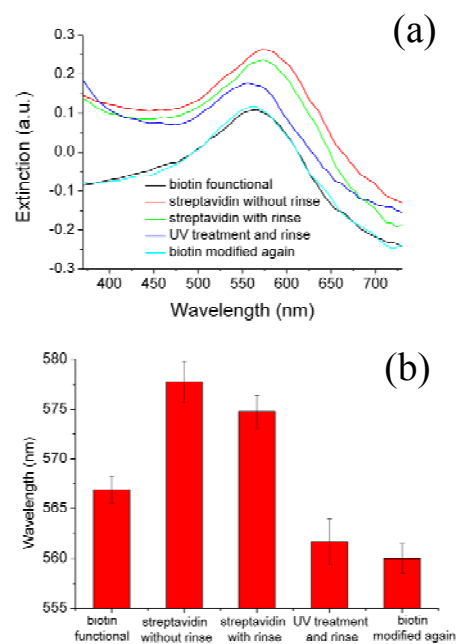 (a)
0.3
0.2
0.1
0.0
-0.1
-0.2
-0.3
Extinction (a.u.)
biotin founctional
streptavidin without rinse
streptavidin with rinse
UV treatment and rinse
biotin modified again
400 450 500 550 600 650 700
Wavelength (nm)
(b)
580
575
570
565
560
555
Wavelength (nm)
biotin functional
streptavidin without rinse
streptavidin with rinse
UV treatment and rinse
biotin modified again